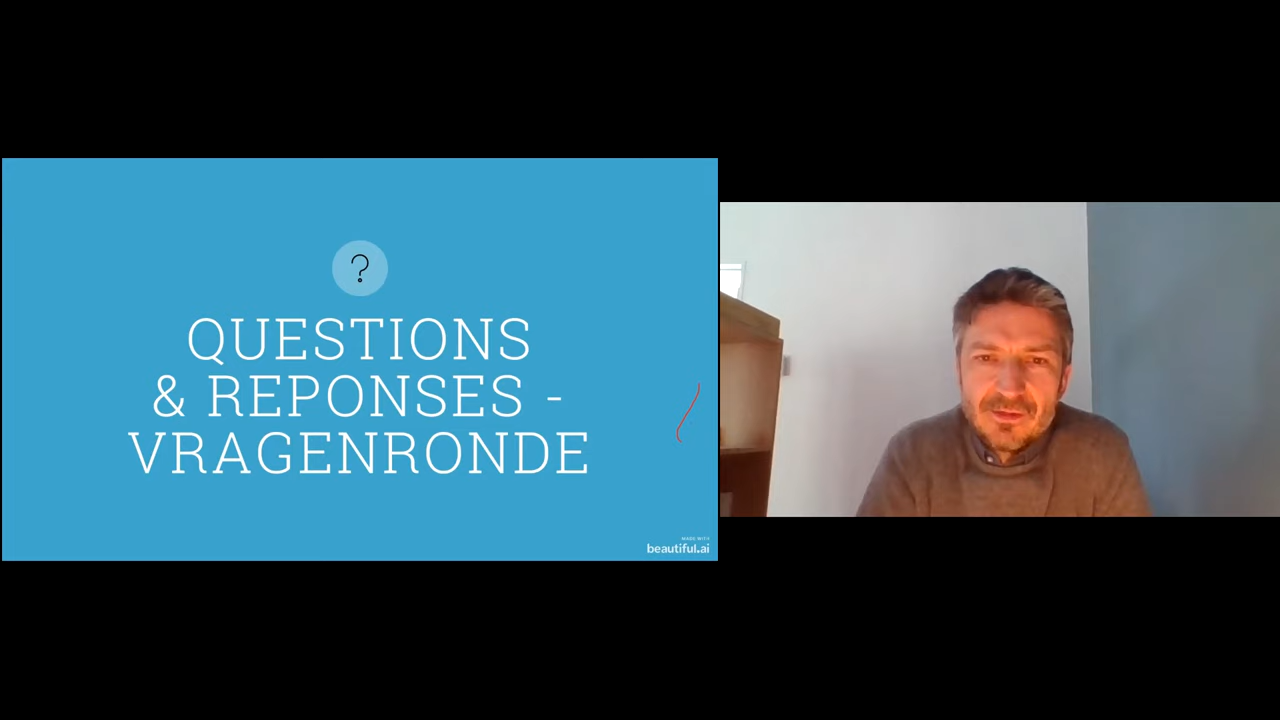 ?
QUESTIONS
& REPONSES -
VRAGENRONDE
MADE WITH
beautiful.ai